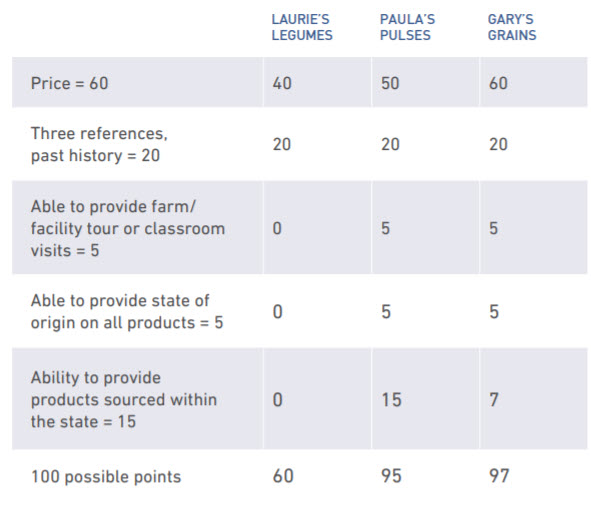 LAURIE’S PAULA’S GARY’S
LEGUMES PULSES GRAINS
Price = 60 40 50 60
Three references,
past history = 20 20 20 20
Able to provide farm/
facility tour or classroom 0 5 5
visits = 5
Able to provide state of
origin on all products = 5 0 5 5
Ability to provide
products sourced within 0 15 7
the state = 15
100 possible points 60 95 97